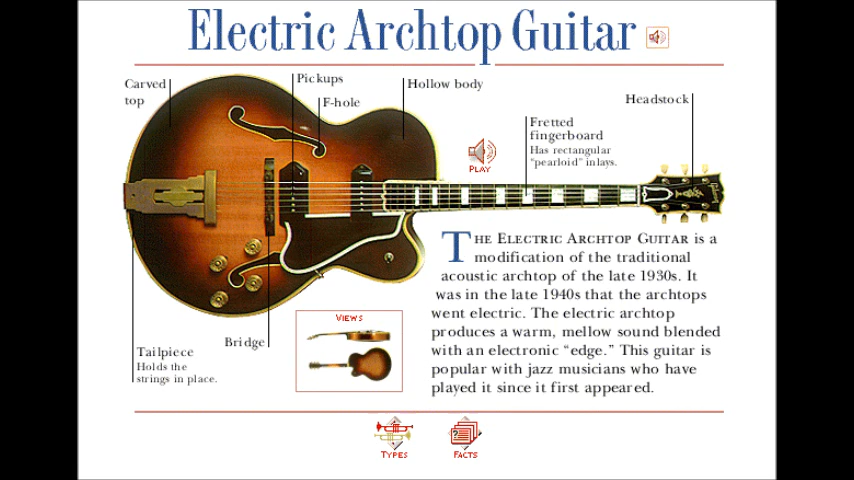 Electric Archtop Guitar
Carved
top
Pickups
F-hole
Hollow body
Headstock
Fretted
fingerboard
Has rectangular
"pearloid" inlays.
PLAY
THE ELECTRIC ARCHTOP GUITAR is a
modification of the traditional
acoustic archtop of the late 1930s. It
was in the late 1940s that the archtops
went electric. The electric archtop
produces a warm, mellow sound blended
with an electronic “edge.” This guitar is
popular with jazz musicians who have
played it since it first appeared.
VIEWS
Bridge
Tailpiece
Holds the
strings in place.
TYPES
FACTS